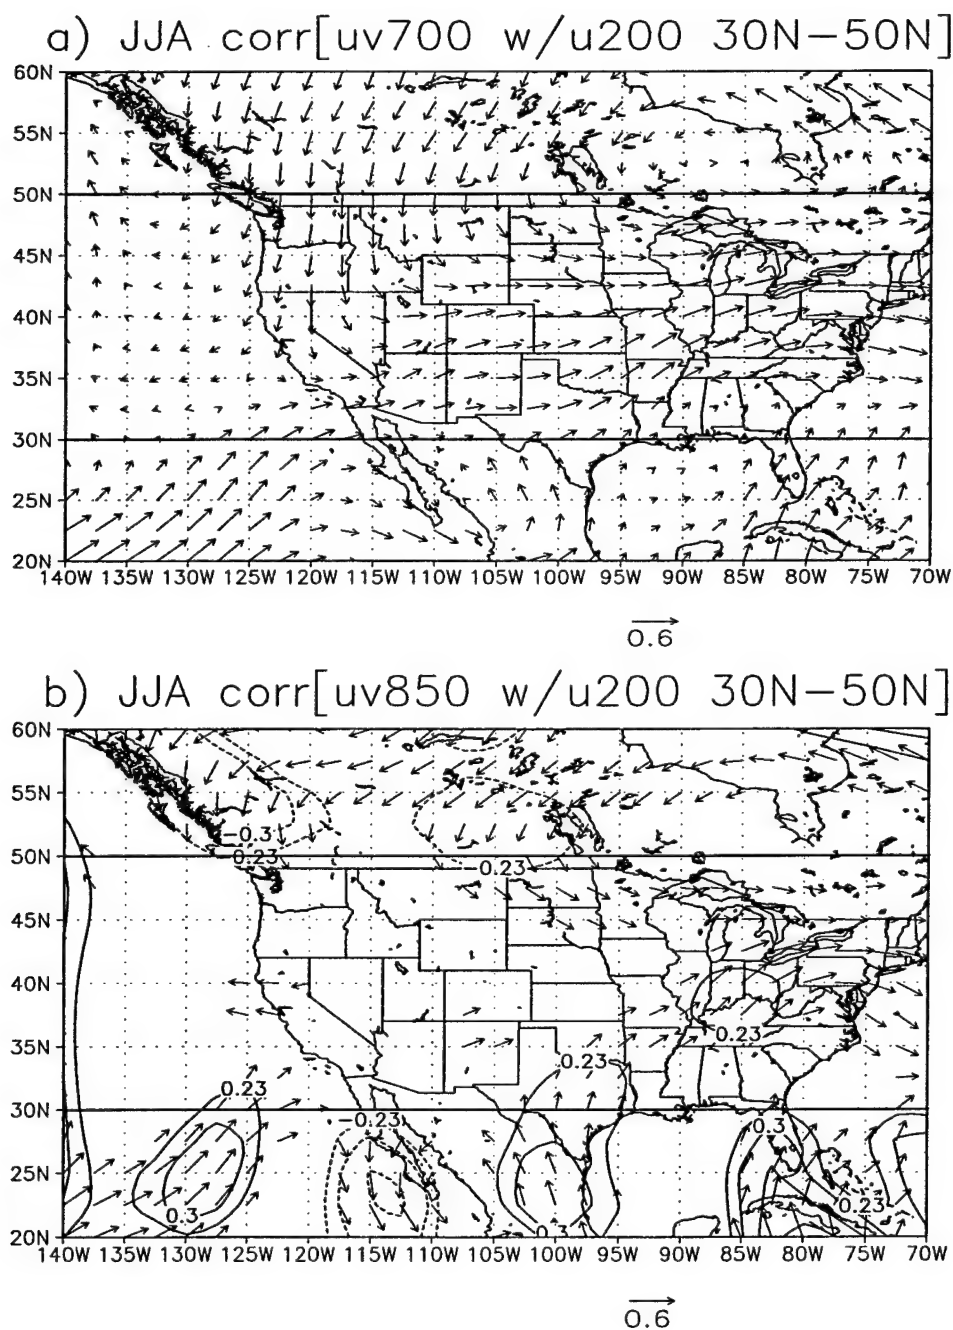 a) JJA corr[uv700 w/u200 30N-50N]
60N
55N
50N
45N
40N
35N
30N
25N
20N
140W 135W 130W 125W 120W 115W 110W 105W 100W 95W 90W 85W 80W 75W 70W
0.6
b) JJA corr[uv850 w/u200 30N-50N]
60N
55N
-0.3
50N
0.23
0.23
45N
40N
35N
0.23
0.23
0.23
30N
-0.23
0.3
25N
0.3
0.23
20N
0.3
140W 135W 130W 125W 120W 115W 110W 105W 100W 95W 90W 85W 80W 75W 70W
0.6